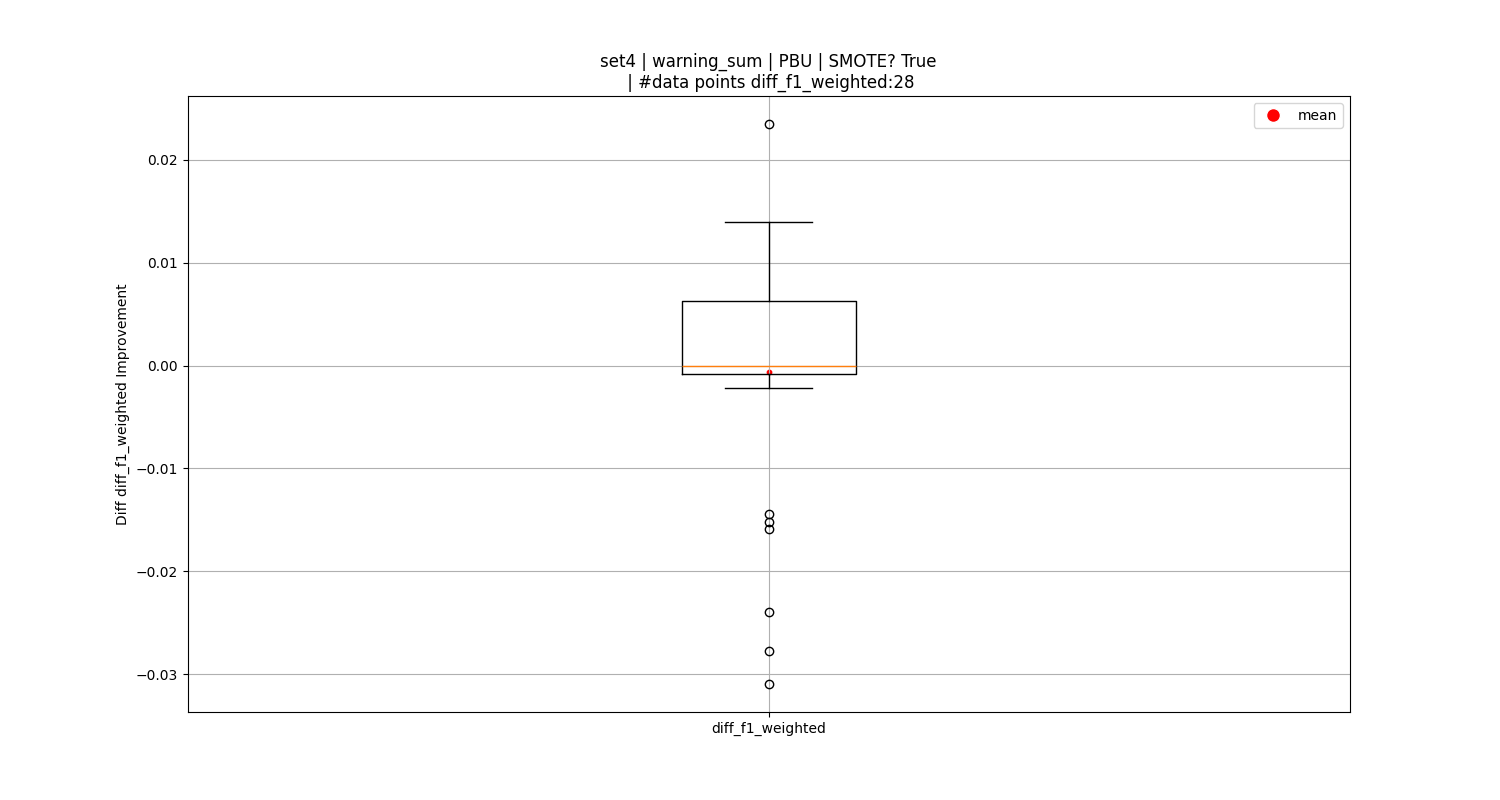 set4 | warning_sum | PBU | SMOTE? True
| #data points diff_f1_weighted:28
mean
0.02
0.01
0.00
−0.01
−0.02
−0.03
Diff diff_f1_weighted Improvement
diff_f1_weighted